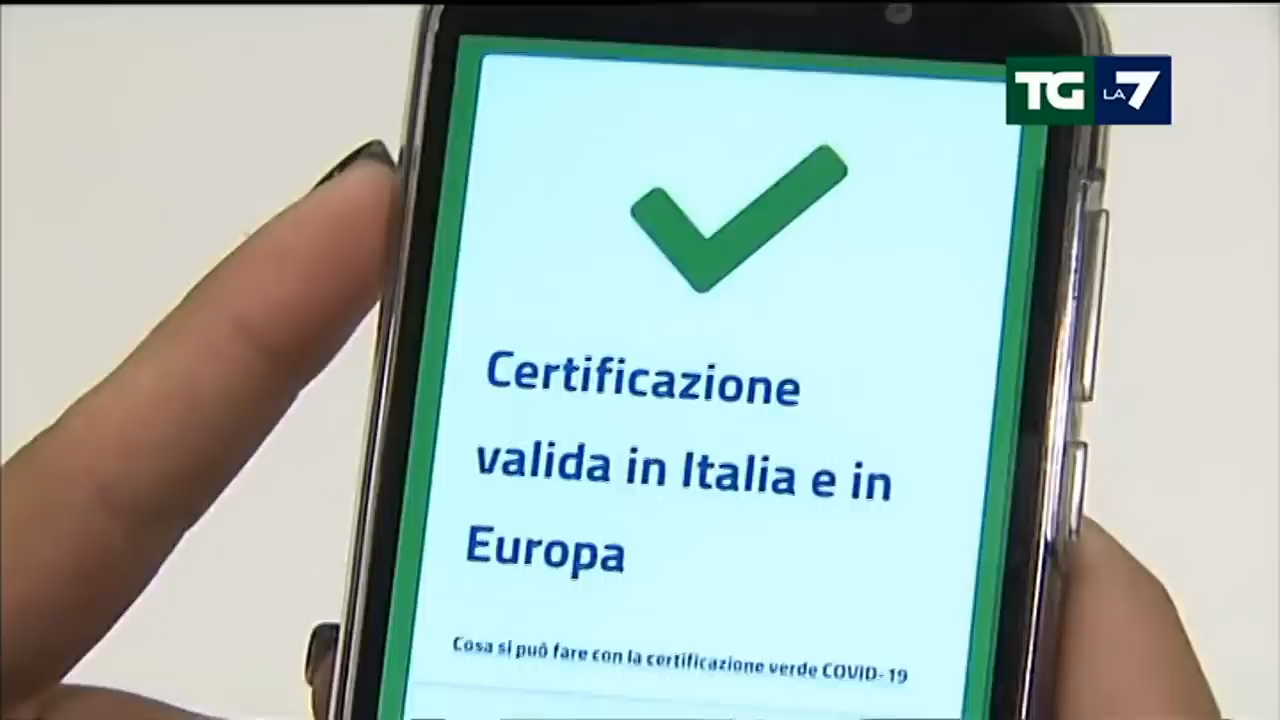 TG LA7
Certificazione
valida in Italia e in
Europa
Cosa si può fare con la certificazione verde COVID-19